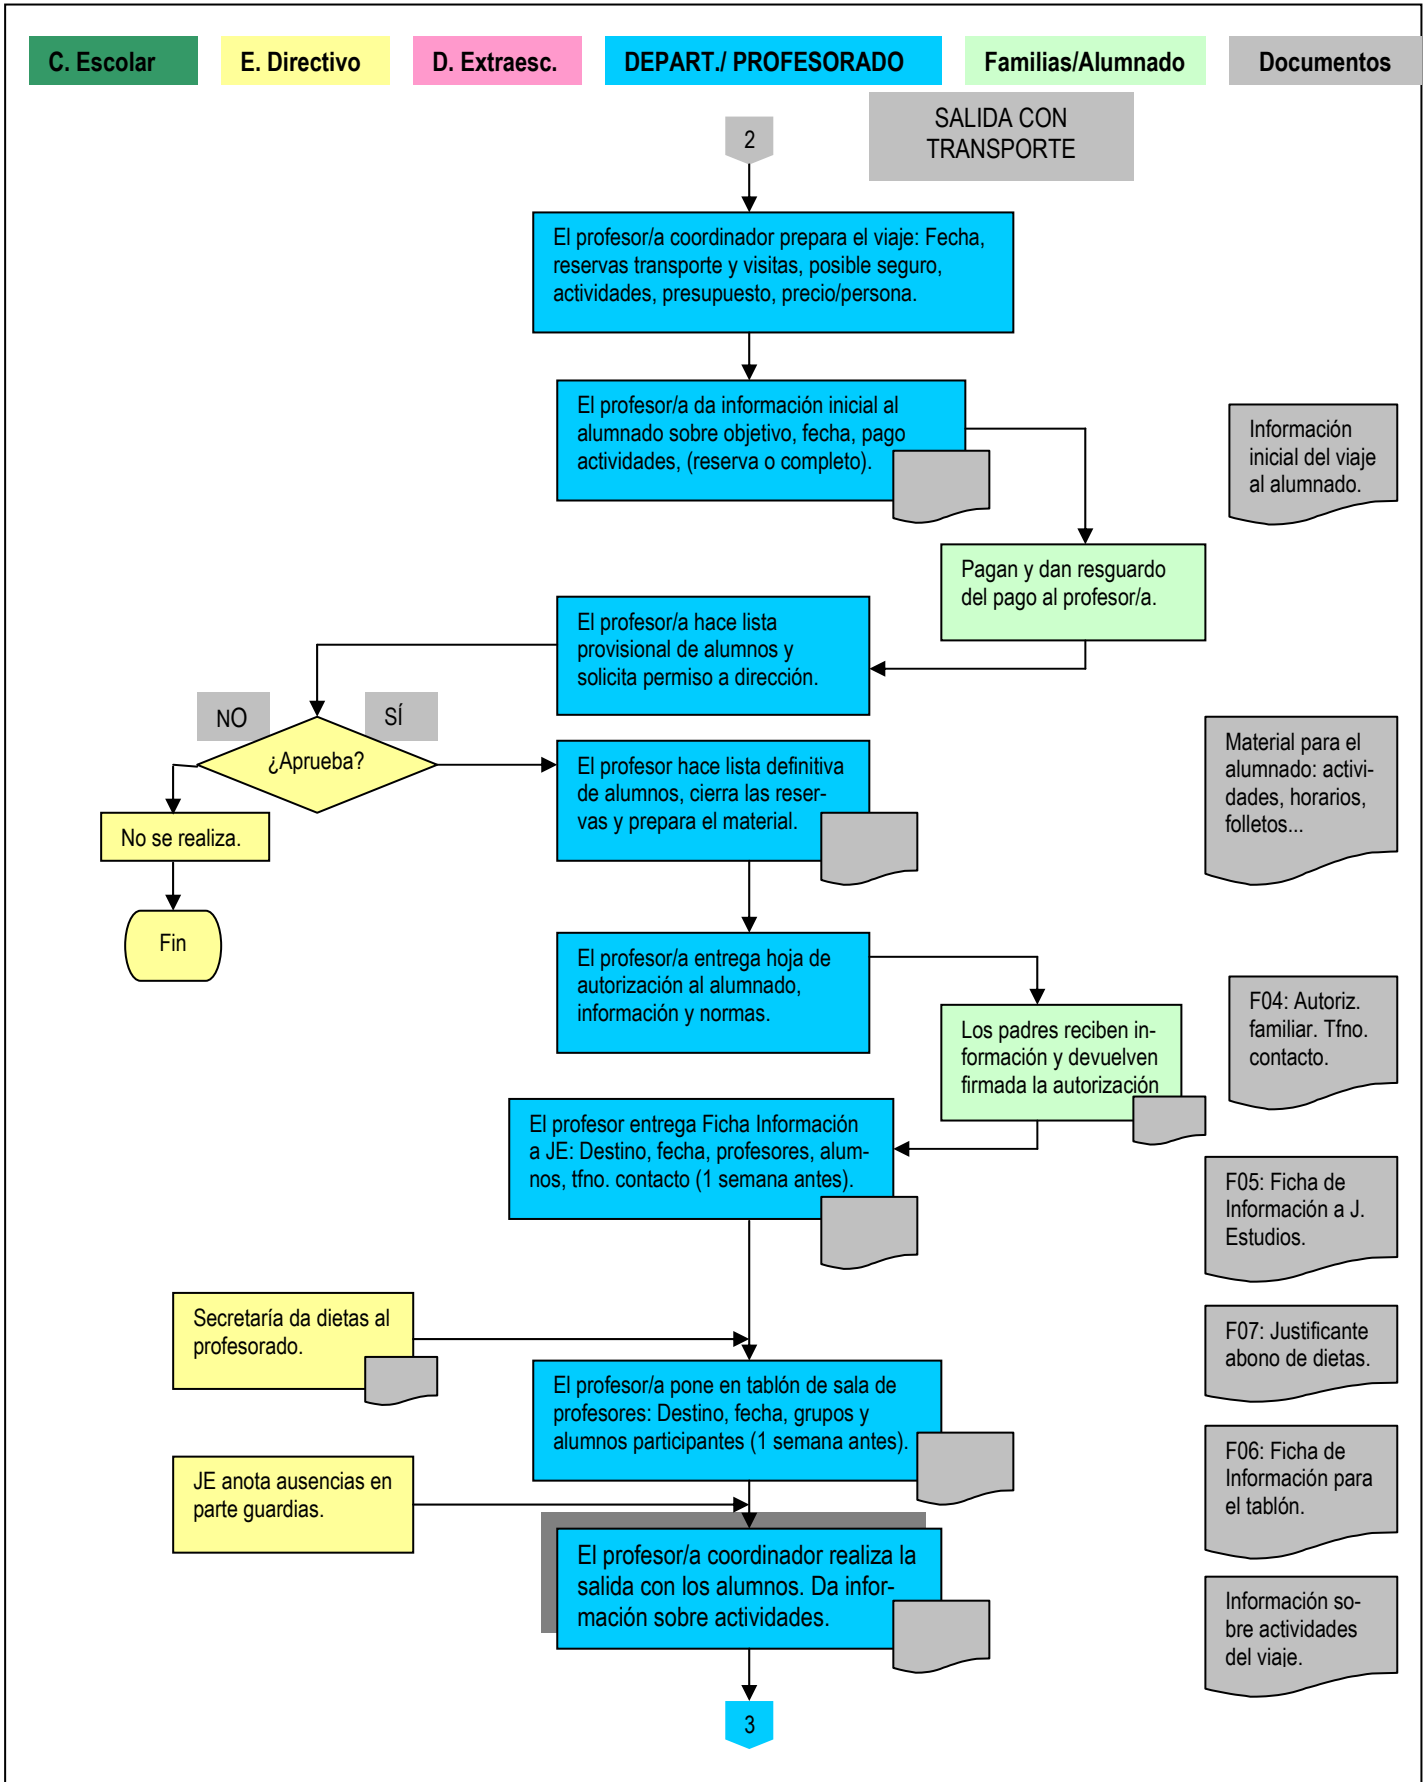 C. Escolar
E. Directivo
D. Extraesc.
DEPART./ PROFESORADO
Familias/Alumnado
Documentos
2
SALIDA CON
TRANSPORTE
El profesor/a coordinador prepara el viaje: Fecha,
reservas transporte y visitas, posible seguro,
actividades, presupuesto, precio/persona.
El profesor/a da información inicial al
alumnado sobre objetivo, fecha, pago
actividades, (reserva o completo).
Información
inicial del viaje
al alumnado.
Pagan y dan resguardo
del pago al profesor/a.
El profesor/a hace lista
provisional de alumnos y
solicita permiso a dirección.
NO
SÍ
¿Aprueba?
El profesor hace lista definitiva
de alumnos, cierra las reser-
vas y prepara el material.
Material para el
alumnado: activi-
dades, horarios,
folletos...
No se realiza.
Fin
El profesor/a entrega hoja de
autorización al alumnado,
información y normas.
Los padres reciben in-
formación y devuelven
firmada la autorización
F04: Autoriz.
familiar. Tfno.
contacto.
El profesor entrega Ficha Información
a JE: Destino, fecha, profesores, alum-
nos, tfno. contacto (1 semana antes).
F05: Ficha de
Información a J.
Estudios.
Secretaría da dietas al
profesorado.
F07: Justificante
abono de dietas.
El profesor/a pone en tablón de sala de
profesores: Destino, fecha, grupos y
alumnos participantes (1 semana antes).
F06: Ficha de
Información para
el tablón.
JE anota ausencias en
parte guardias.
El profesor/a coordinador realiza la
salida con los alumnos. Da infor-
mación sobre actividades.
Información so-
bre actividades
del viaje.
3